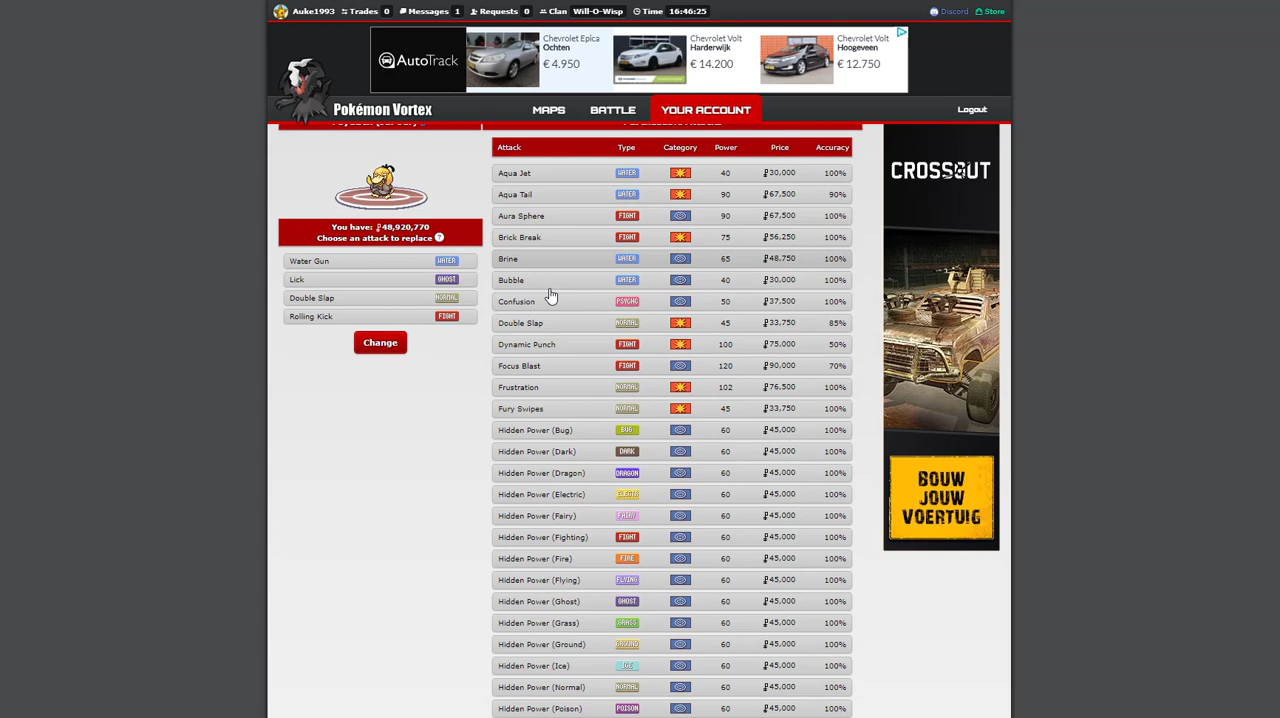 Auke1993 Trades 0 Messages 1 Requests 0 Clan Will-O-Wisp Time 16:46:25 Discord Store
AutoTrack
Chevrolet Epica
Ochten
€ 4.950
Chevrolet Volt
Harderwijk
€ 14.200
Chevrolet Volt
Hoogeveen
€ 12.750
Pokémon Vortex MAPS BATTLE YOUR ACCOUNT Logout
You have: 48,920,770
Choose an attack to replace ?
Water Gun WATER
Lick GHOST
Double Slap NORMAL
Rolling Kick FIGHT
Change
Attack Type Category Power Price Accuracy
Aqua Jet WATER 40 30,000 100%
Aqua Tail WATER 90 67,500 90%
Aura Sphere FIGHT 90 67,500 100%
Brick Break FIGHT 75 56,250 100%
Brine WATER 65 48,750 100%
Bubble WATER 40 30,000 100%
Confusion PSYCHC 50 37,500 100%
Double Slap NORMAL 45 33,750 85%
Dynamic Punch FIGHT 100 75,000 50%
Focus Blast FIGHT 120 90,000 70%
Frustration NORMAL 102 76,500 100%
Fury Swipes NORMAL 45 33,750 100%
Hidden Power (Bug) BUG 60 45,000 100%
Hidden Power (Dark) DARK 60 45,000 100%
Hidden Power (Dragon) DRAGON 60 45,000 100%
Hidden Power (Electric) ELECTR 60 45,000 100%
Hidden Power (Fairy) FAIRY 60 45,000 100%
Hidden Power (Fighting) FIGHT 60 45,000 100%
Hidden Power (Fire) FIRE 60 45,000 100%
Hidden Power (Flying) FLYING 60 45,000 100%
Hidden Power (Ghost) GHOST 60 45,000 100%
Hidden Power (Grass) GRASS 60 45,000 100%
Hidden Power (Ground) GROUND 60 45,000 100%
Hidden Power (Ice) ICE 60 45,000 100%
Hidden Power (Normal) NORMAL 60 45,000 100%
Hidden Power (Poison) POISON 60 45,000 100%
CROSSOUT
BOUW
JOUW
VOERTUIG